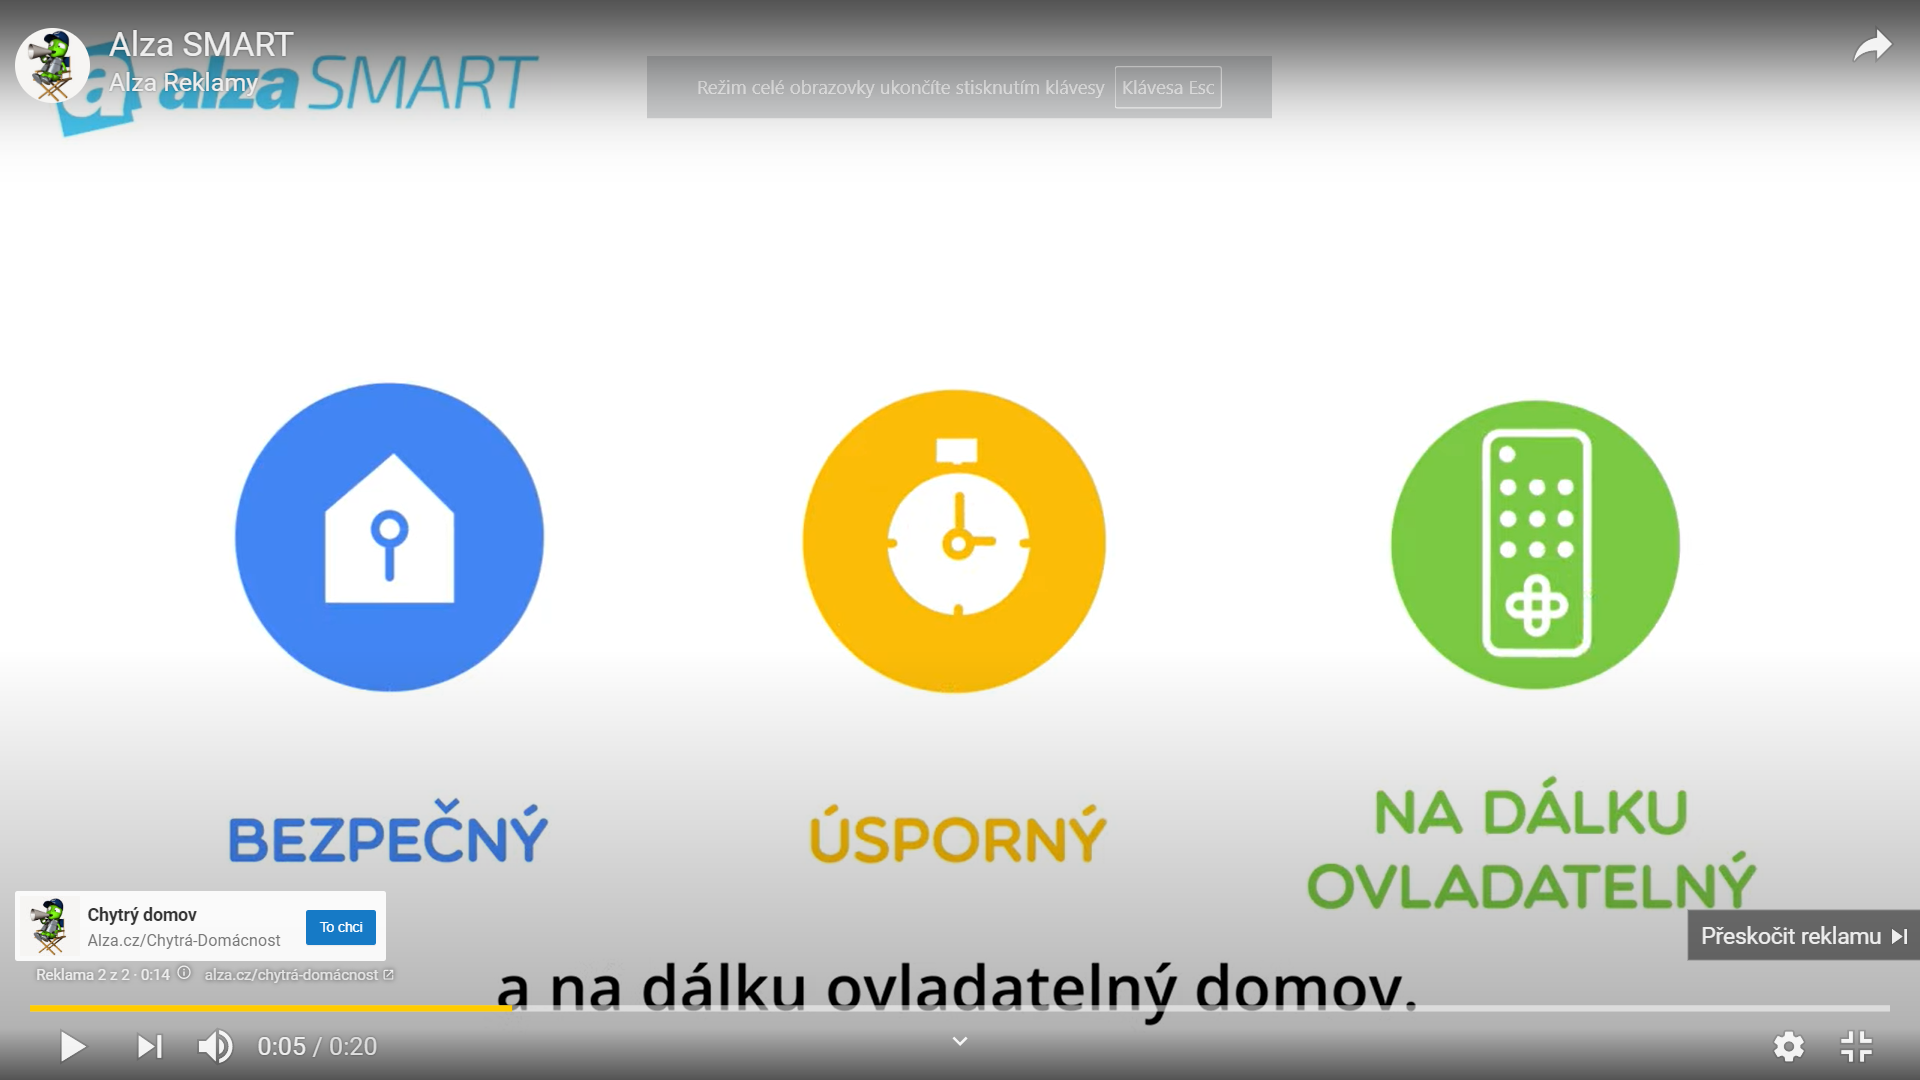 Alza SMART
Alza Reklamy
alza SMART
Režim celé obrazovky ukončíte stisknutím klávesy Klávesa Esc
BEZPEČNÝ
ÚSPORNÝ
NA DÁLKU
OVLADATELNÝ
Chytrý domov
Alza.cz/Chytrá-Domácnost
To chci
Přeskočit reklamu
Reklama 2 z 2 · 0:14
alza.cz/chytrá-domácnost
a na dálku ovladatelný domov.
0:05 / 0:20